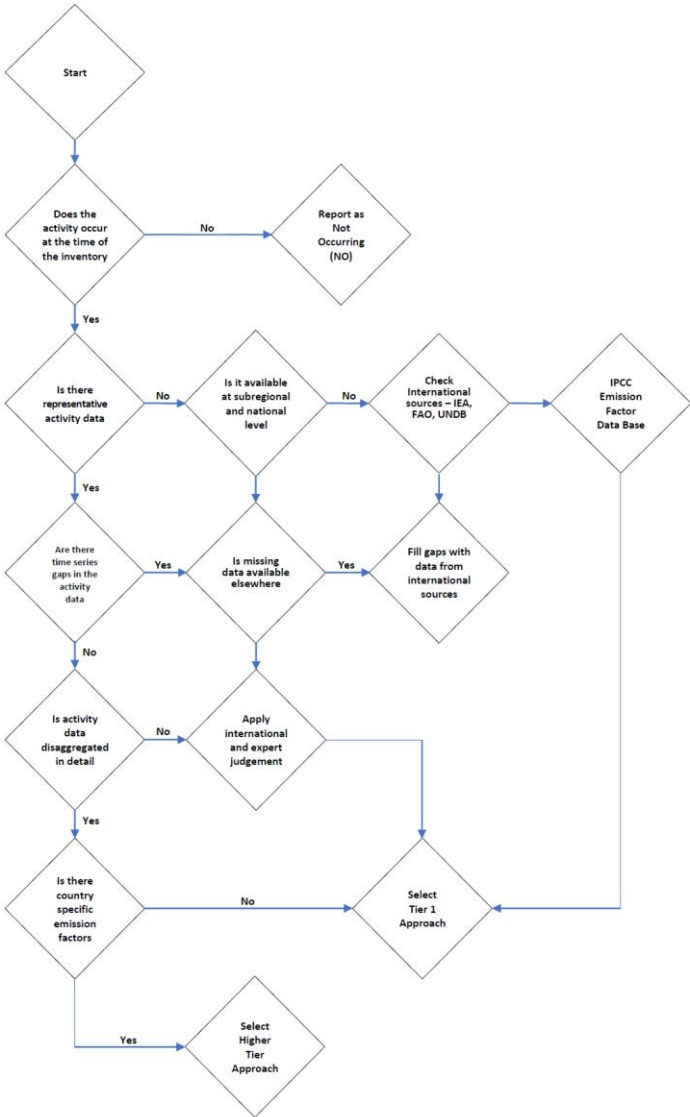 Start
Does the
activity occur
at the time of
the inventory
No
Report as
Not
Occurring
(NO)
Yes
Is there
representative
activity data
No
Is it available
at subregional
and national
level
No
Check
International
sources – IEA,
FAO, UNDB
IPCC
Emission
Factor
Data Base
Yes
Are there
time series
gaps in the
activity
data
Yes
Is missing
data available
elsewhere
Yes
Fill gaps with
data from
international
sources
No
Is activity
data
disaggregated
in detail
No
Apply
international
and expert
judgement
Yes
Is there
country
specific
emission
factors
No
Select
Tier 1
Approach
Yes
Select
Higher
Tier
Approach